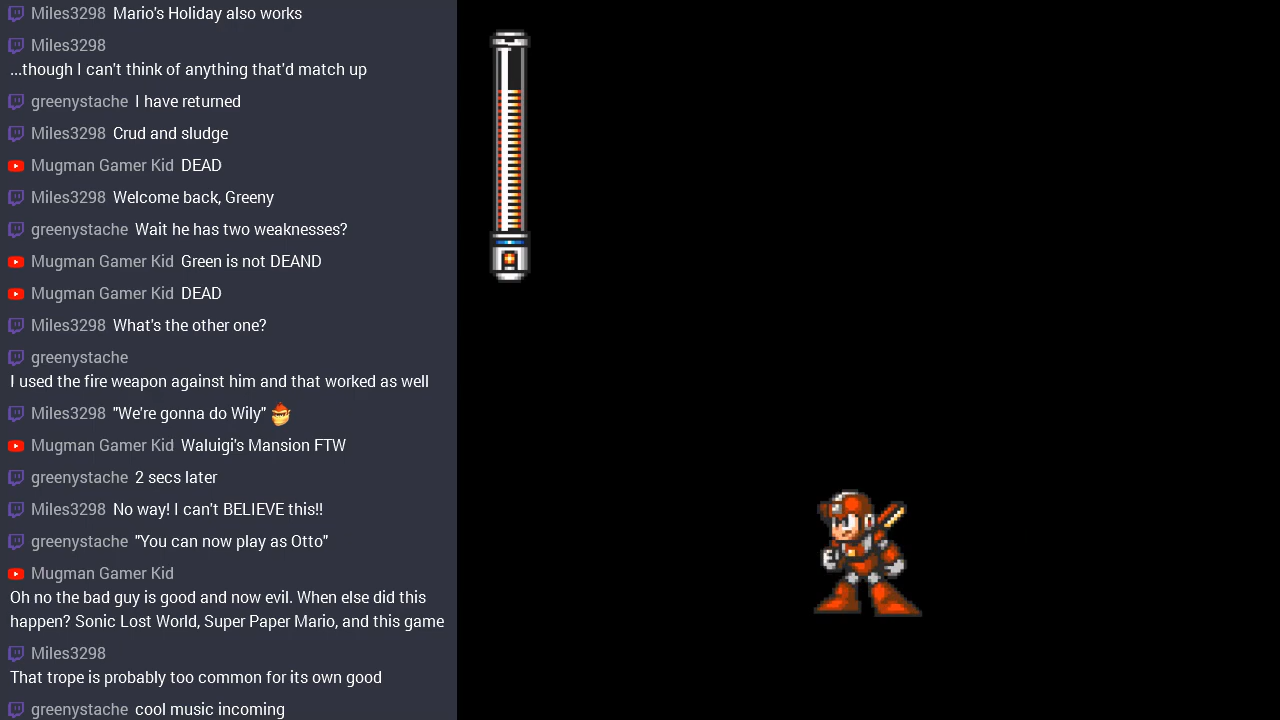 Miles3298 Mario's Holiday also works
Miles3298
...though I can't think of anything that'd match up
greenystache I have returned
Miles3298 Crud and sludge
Mugman Gamer Kid DEAD
Miles3298 Welcome back, Greeny
greenystache Wait he has two weaknesses?
Mugman Gamer Kid Green is not DEAND
Mugman Gamer Kid DEAD
Miles3298 What's the other one?
greenystache
I used the fire weapon against him and that worked as well
Miles3298 "We're gonna do Wily"
Mugman Gamer Kid Waluigi's Mansion FTW
greenystache 2 secs later
Miles3298 No way! I can't BELIEVE this!!
greenystache "You can now play as Otto"
Mugman Gamer Kid
Oh no the bad guy is good and now evil. When else did this
happen? Sonic Lost World, Super Paper Mario, and this game
Miles3298
That trope is probably too common for its own good
greenystache cool music incoming